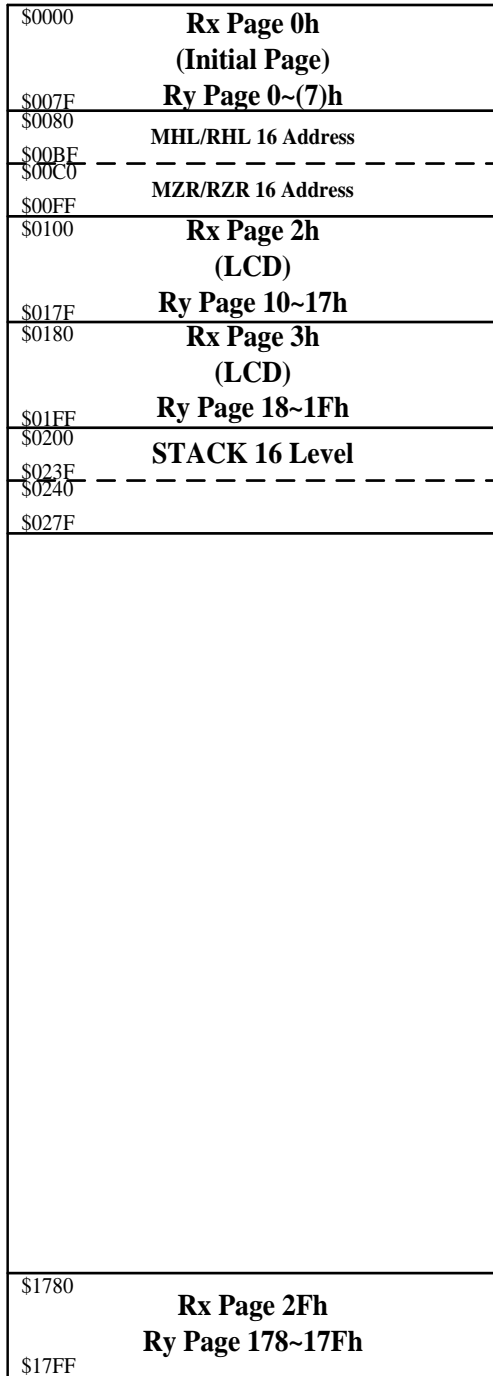 $0000
Rx Page 0h
(Initial Page)
Ry Page 0~(7)h
$007F
$0080
MHL/RHL 16 Address
$00BF
$00C0
MZR/RZR 16 Address
$00FF
$0100
Rx Page 2h
(LCD)
Ry Page 10~17h
$017F
$0180
Rx Page 3h
(LCD)
Ry Page 18~1Fh
$01FF
$0200
STACK 16 Level
$023F
$0240
$027F
$1780
Rx Page 2Fh
Ry Page 178~17Fh
$17FF